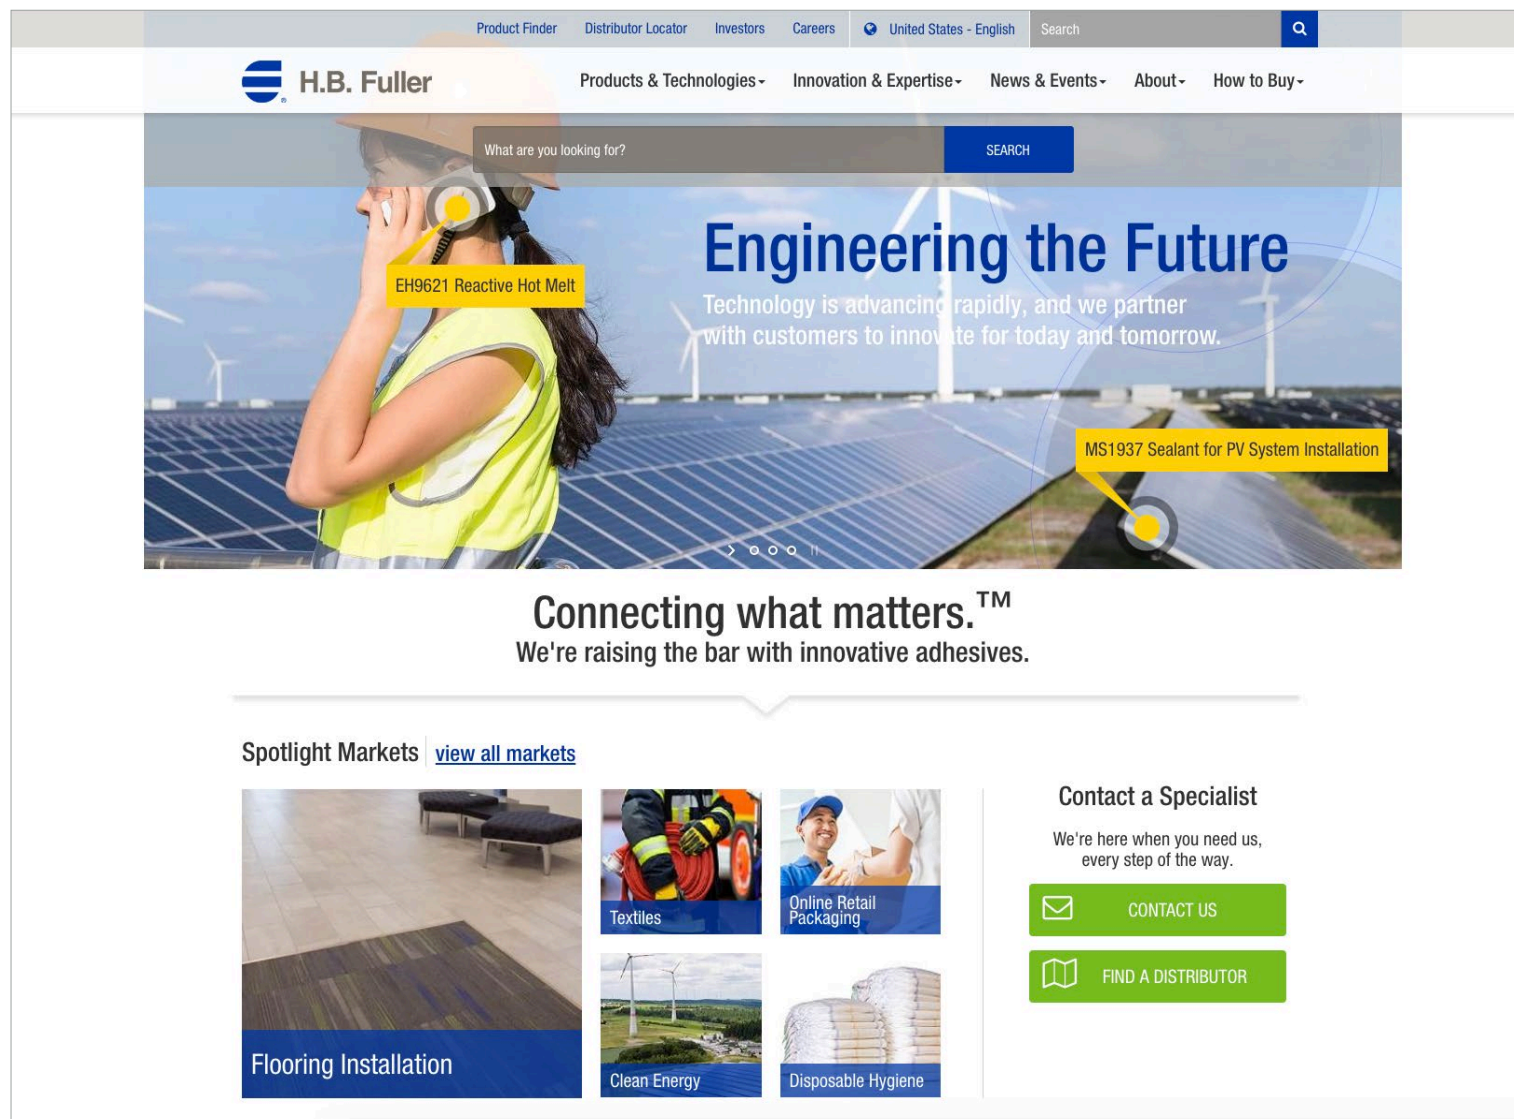 Product Finder
Distributor Locator
Investors
Careers
United States - English
Search
H.B. Fuller
Products & Technologies
Innovation & Expertise
News & Events
About
How to Buy
What are you looking for?
SEARCH
EH9621 Reactive Hot Melt
Engineering the Future
Technology is advancing rapidly, and we partner
with customers to innovate for today and tomorrow.
MS1937 Sealant for PV System Installation
Connecting what matters.™
We're raising the bar with innovative adhesives.
Spotlight Markets
view all markets
Flooring Installation
Textiles
Online Retail
Packaging
Clean Energy
Disposable Hygiene
Contact a Specialist
We're here when you need us,
every step of the way.
CONTACT US
FIND A DISTRIBUTOR